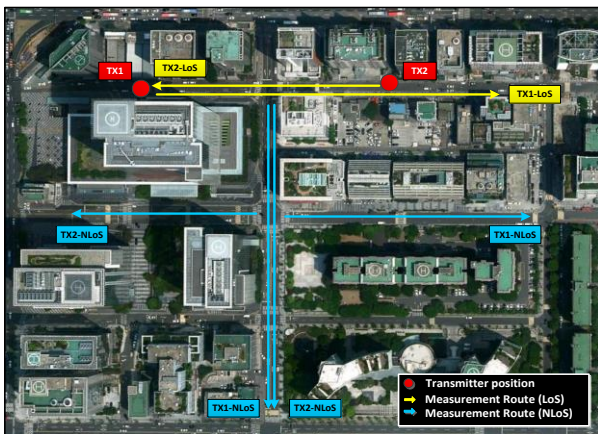 TX1
TX2-LoS
TX2
TX1-LoS
TX2-NLoS
TX1-NLoS
TX1-NLoS
TX2-NLoS
Transmitter position
Measurement Route (LoS)
Measurement Route (NLoS)